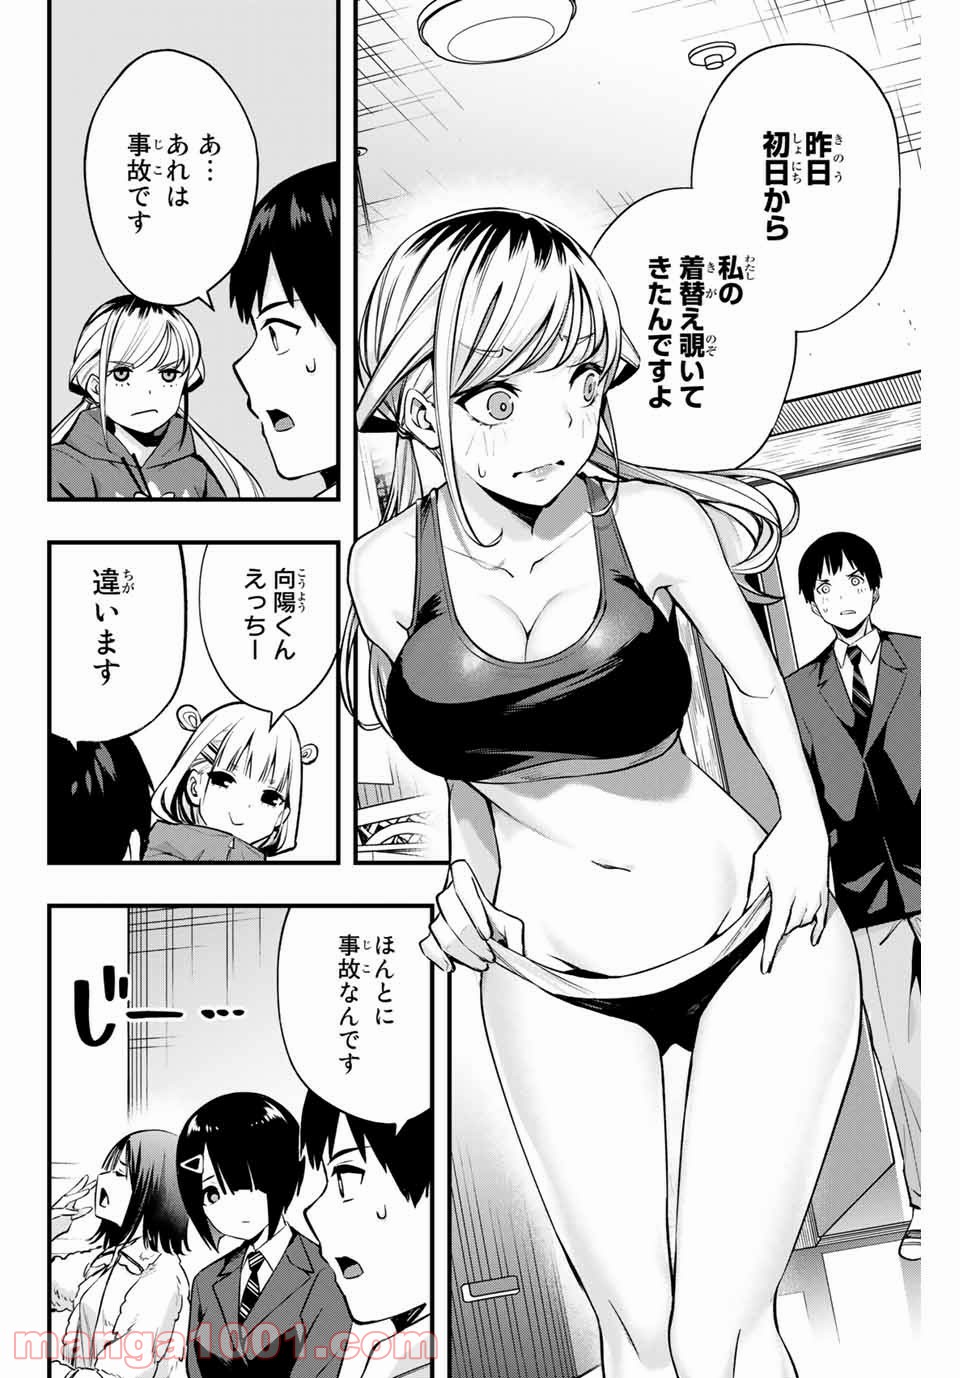 昨日
初日から
私の
着替え覗いて
きたんですよ
あ…
あれは
事故です
向陽くん
えっちー
違います
ほんとに
事故なんです
じーー…
manga1001.com